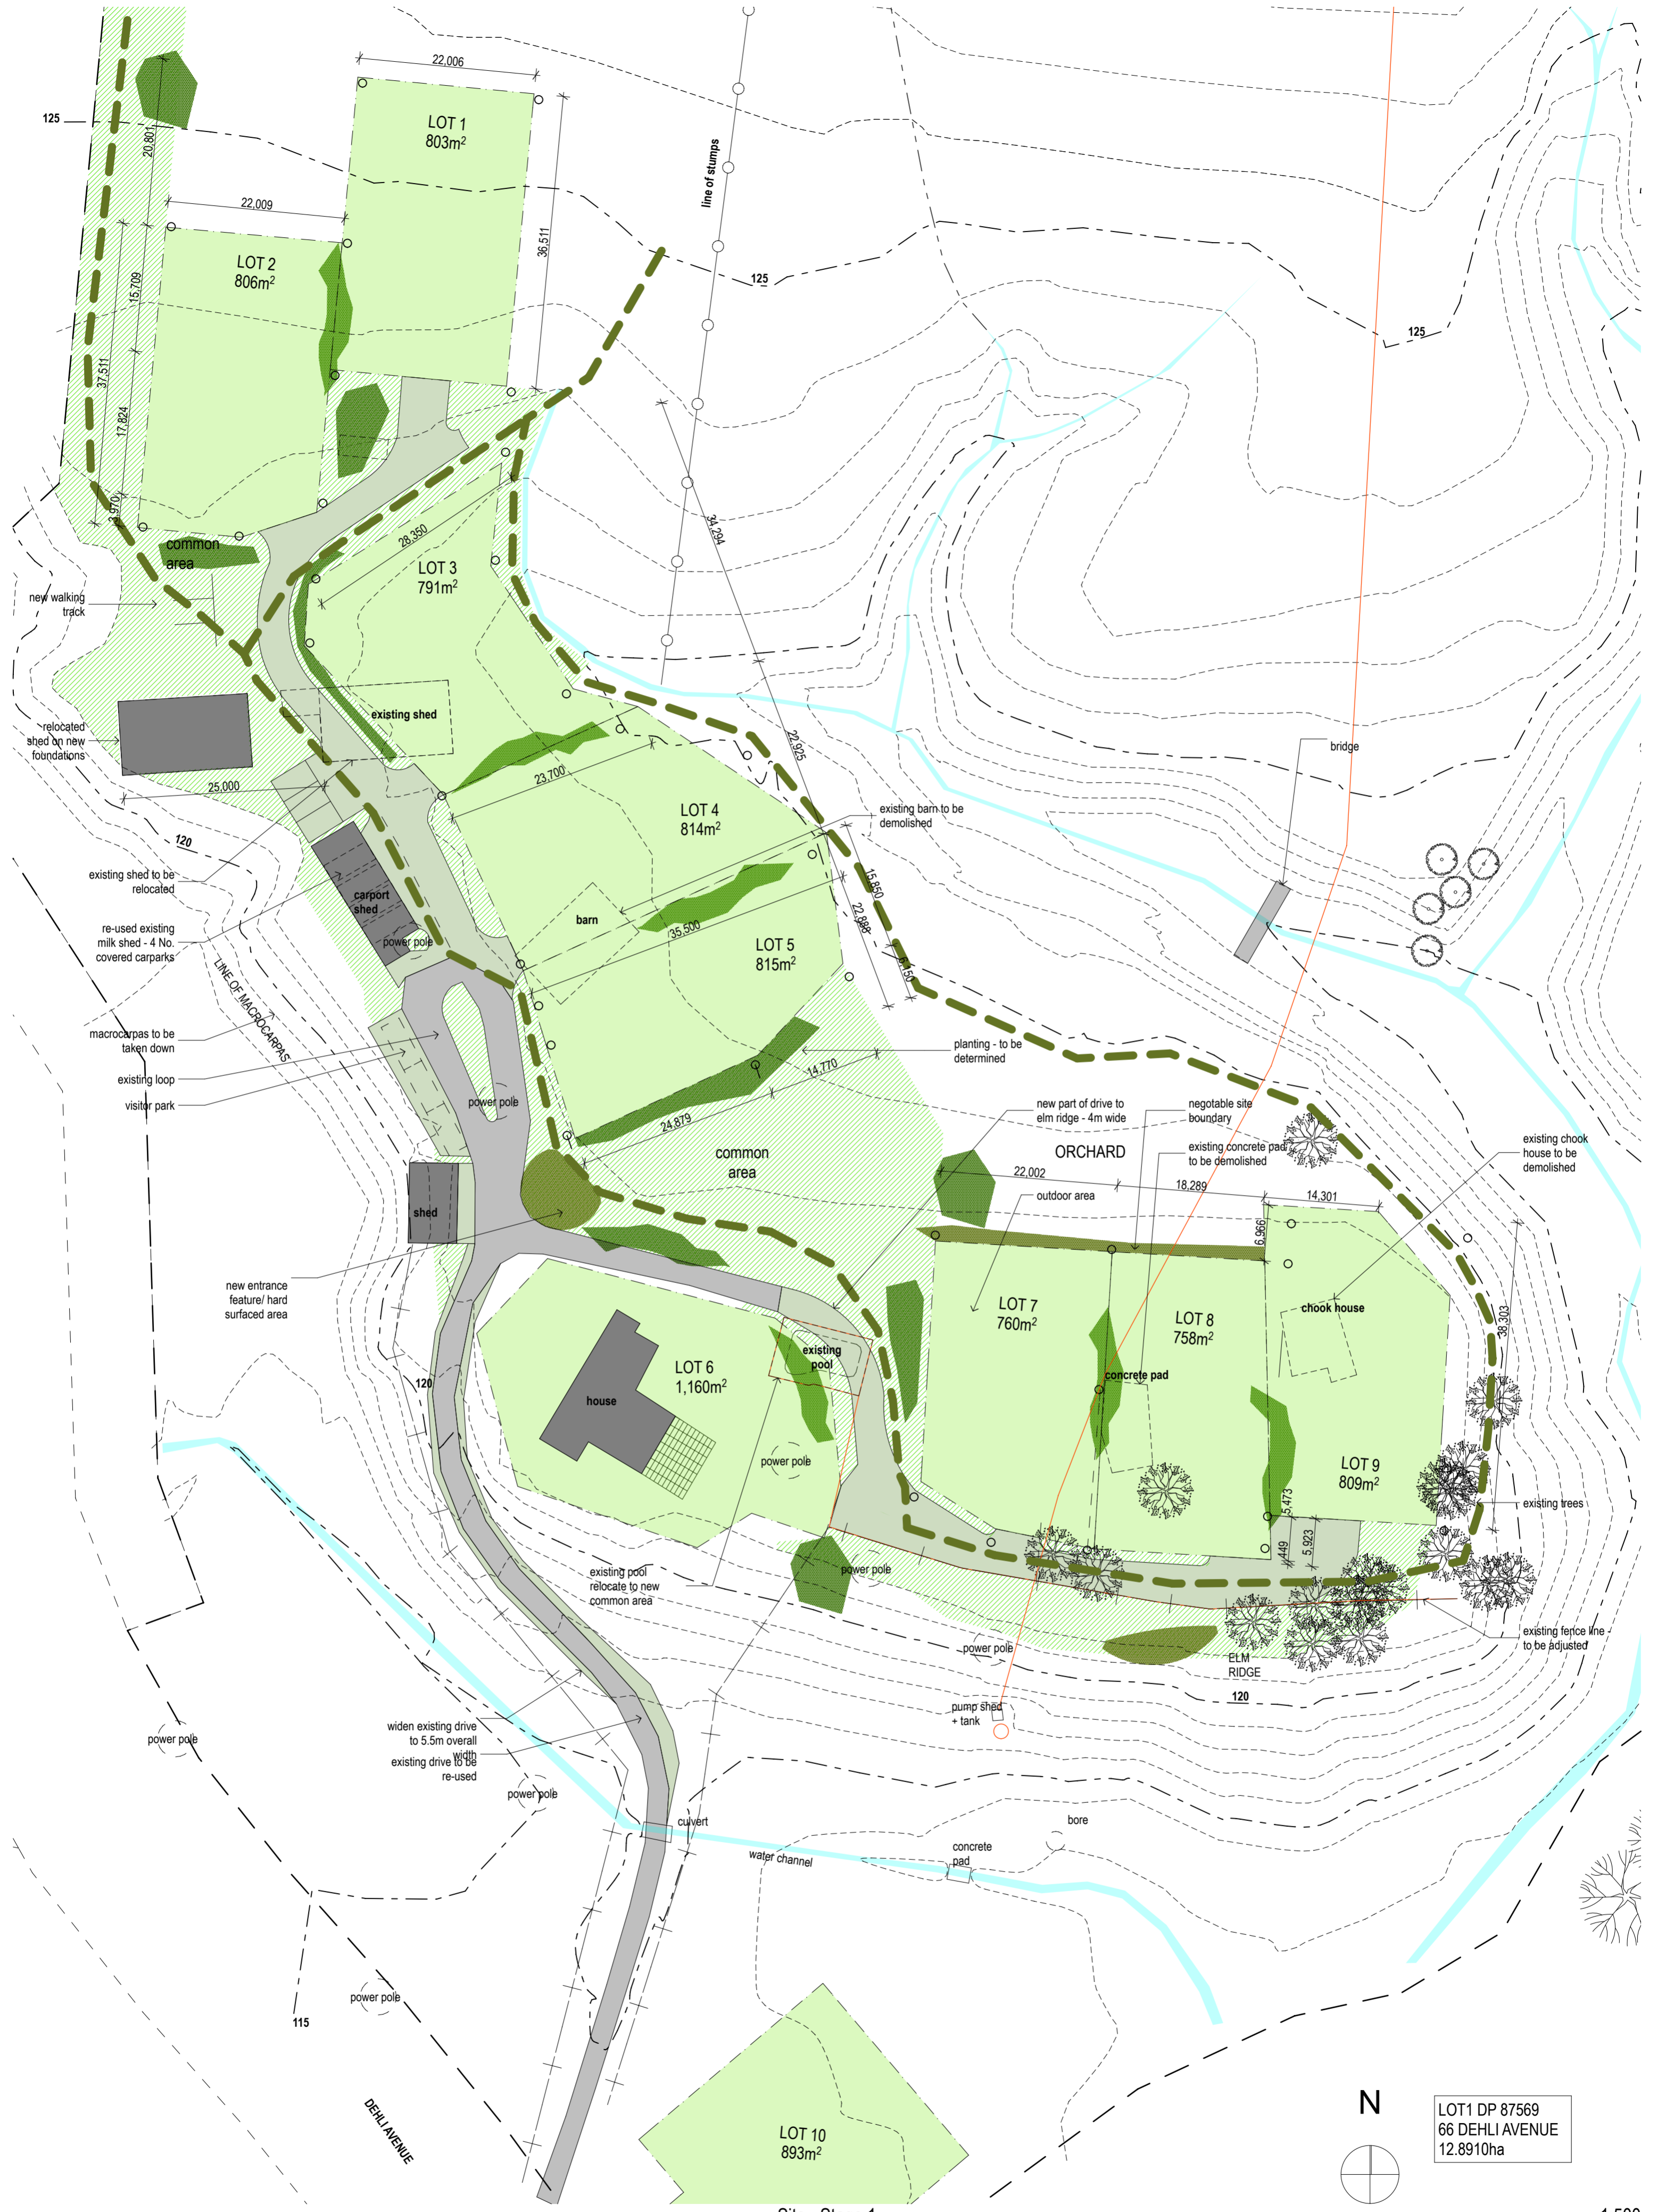 22,006
LOT 1
803m²
125
20,801
line of stumps
22,009
36,511
LOT 2
806m²
15,709
125
125
37,511
17,824
3,970
28,350
34,294
common
area
LOT 3
791m²
new walking
track
existing shed
relocated
shed on new
foundations
22,925
bridge
23,700
25,000
LOT 4
814m²
existing barn to be
demolished
120
existing shed to be
relocated
carport
shed
15,850
22,888
barn
re-used existing
milk shed - 4 No.
covered carparks
power pole
35,500
LOT 5
815m²
6,150
LINE OF MACROCARPAS
macrocarpas to be
taken down
planting - to be
determined
existing loop
14,770
visitor park
power pole
24,879
new part of drive to
elm ridge - 4m wide
negotable site
boundary
common
area
ORCHARD
existing concrete pad
to be demolished
existing chook
house to be
demolished
22,002
18,289
14,301
outdoor area
shed
6,966
new entrance
feature/ hard
surfaced area
LOT 7
760m²
LOT 8
758m²
chook house
38,303
existing
pool
LOT 6
1,160m²
concrete pad
120
house
power pole
LOT 9
809m²
5,473
existing trees
449
5,923
existing pool
relocate to new
common area
power pole
existing fence line -
to be adjusted
power pole
ELM
RIDGE
120
pump shed
+ tank
widen existing drive
to 5.5m overall
width
existing drive to be
re-used
power pole
power pole
culvert
bore
water channel
concrete
pad
power pole
115
DEHLI AVENUE
N
LOT1 DP 87569
66 DEHLI AVENUE
12.8910ha
LOT 10
893m²